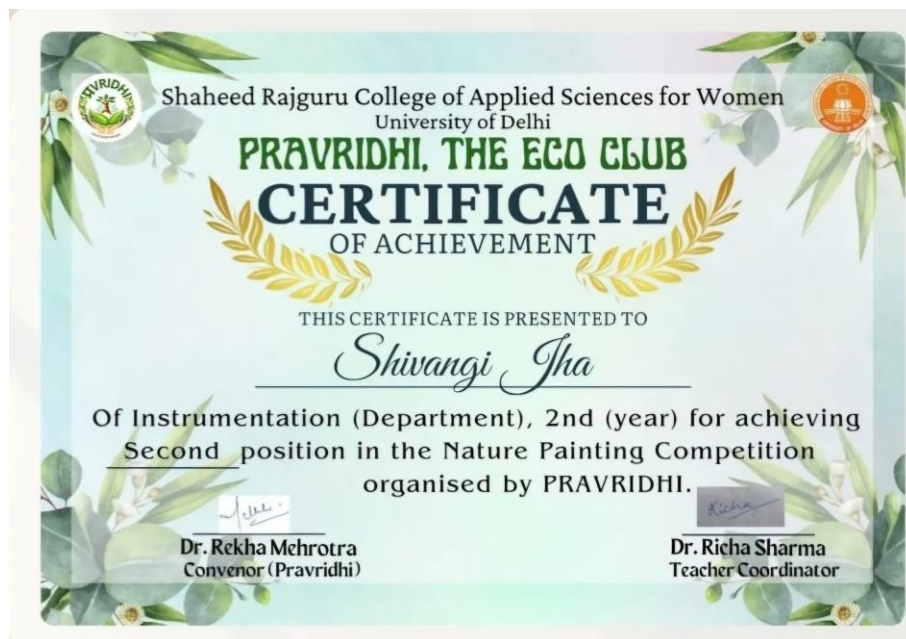 Shaheed Rajguru College of Applied Sciences for Women
University of Delhi
PRAVRIDHI, THE ECO CLUB
CERTIFICATE
OF ACHIEVEMENT
THIS CERTIFICATE IS PRESENTED TO
Shivangi Jha
Of Instrumentation (Department), 2nd (year) for achieving
Second position in the Nature Painting Competition
organised by PRAVRIDHI.
Richa
Dr. Rekha Mehrotra
Convenor (Pravridhi)
Dr. Richa Sharma
Teacher Coordinator